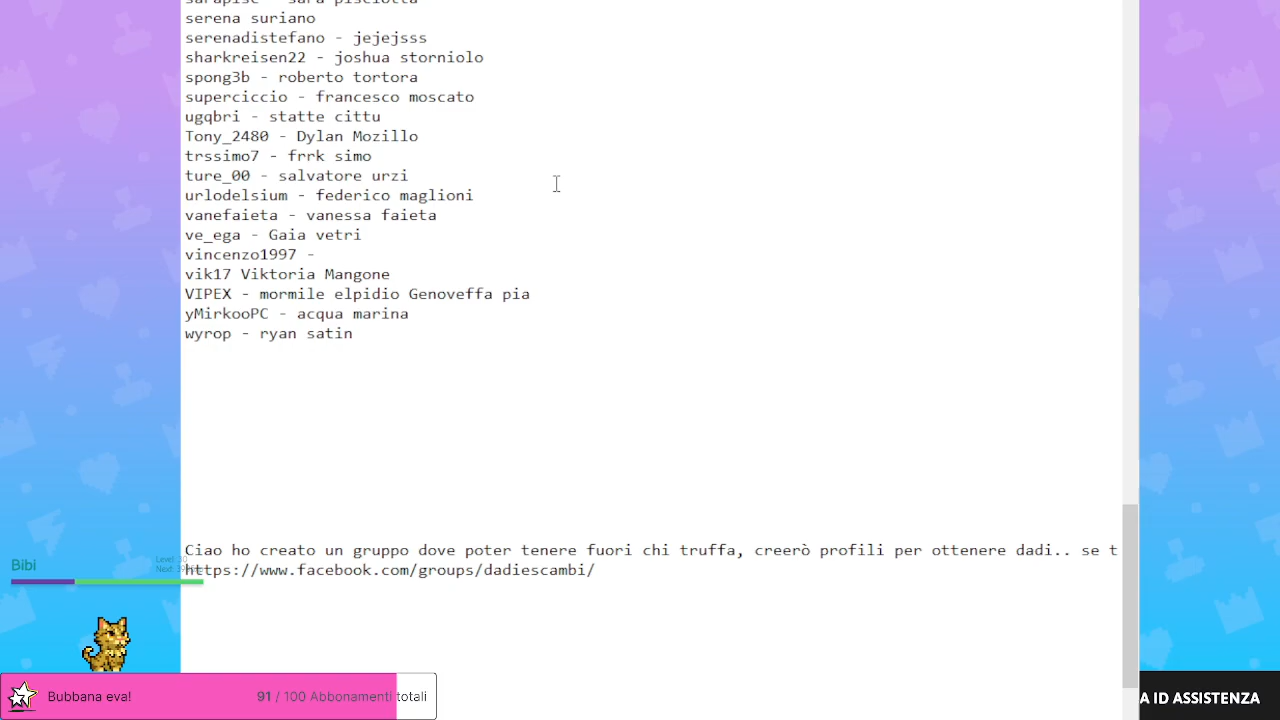 serena suriano
serenadistefano - jejejsss
sharkreisen22 - joshua storniolo
spong3b - roberto tortora
superciccio - francesco moscato
ugqbri - statte cittu
Tony_2480 - Dylan Mozillo
trssimo7 - frrk simo
ture_00 - salvatore urzi
urlodelsium - federico maglioni
vanefaieta - vanessa faieta
ve_ega - Gaia vetri
vincenzo1997 -
vik17 Viktoria Mangone
VIPEX - mormile elpidio Genoveffa pia
yMirkooPC - acqua marina
wyrop - ryan satin
Ciao ho creato un gruppo dove poter tenere fuori chi truffa, creerò profili per ottenere dadi.. se t
https://www.facebook.com/groups/dadiescambi/
Bibi
Bubbana eva! 91 / 100 Abbonamenti totali
A ID ASSISTENZA